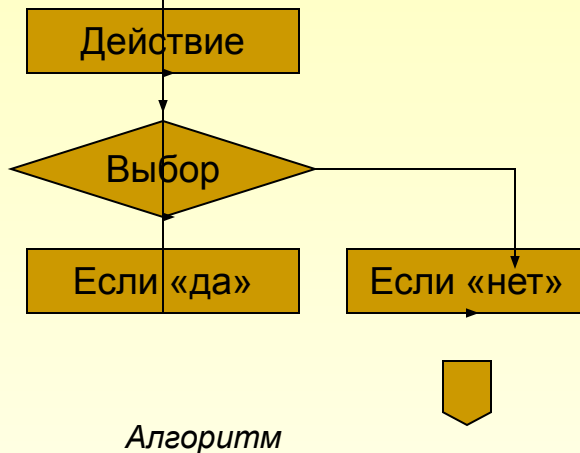 Действие
Выбор
Если «да»
Если «нет»
Алгоритм